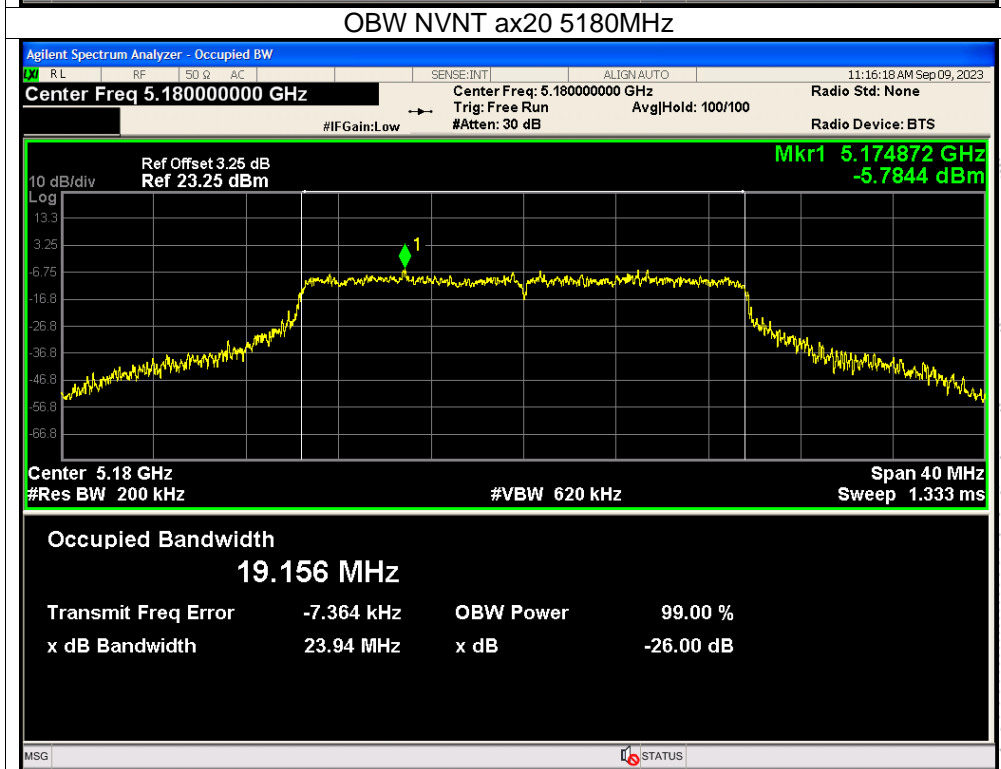 OBW NVNT ax20 5180MHz
Agilent Spectrum Analyzer - Occupied BW
LXI RL RF 50 Ω AC SENSE:INT ALIGN AUTO 11:16:18 AM Sep 09, 2023
Center Freq 5.180000000 GHz Center Freq: 5.180000000 GHz Radio Std: None
Trig: Free Run Avg|Hold: 100/100
#IFGain:Low #Atten: 30 dB Radio Device: BTS
Ref Offset 3.25 dB Mkr1 5.174872 GHz
10 dB/div Ref 23.25 dBm -5.7844 dBm
Log
13.3
3.25
1
-6.75
-16.8
-26.8
-36.8
-46.8
-56.8
-66.8
Center 5.18 GHz Span 40 MHz
#Res BW 200 kHz #VBW 620 kHz Sweep 1.333 ms
Occupied Bandwidth
19.156 MHz
Transmit Freq Error -7.364 kHz OBW Power 99.00 %
x dB Bandwidth 23.94 MHz x dB -26.00 dB
MSG STATUS